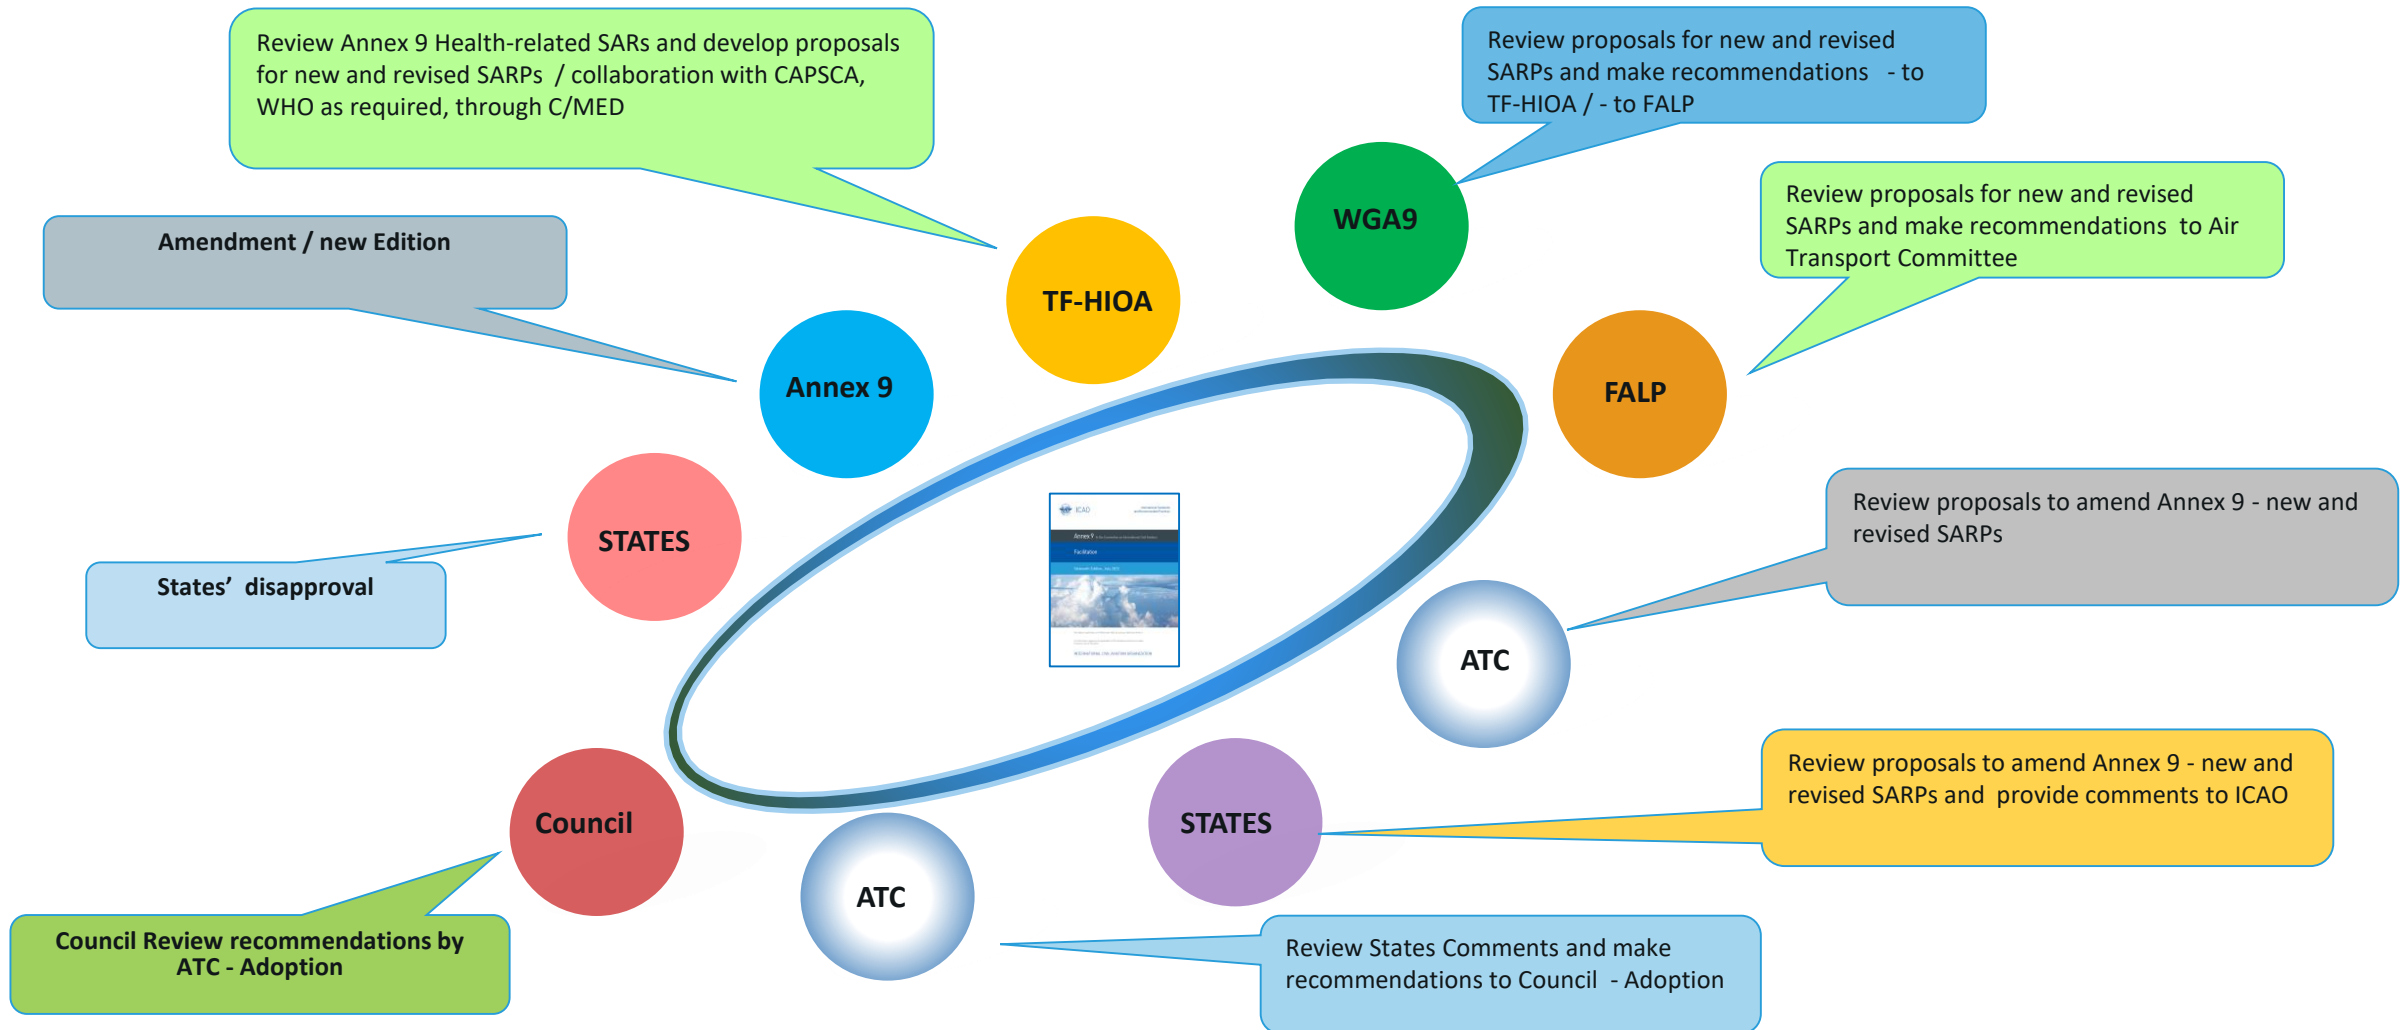 Review Annex 9 Health-related SARs and develop proposals
for new and revised SARPs / collaboration with CAPSCA,
WHO as required, through C/MED
Review proposals for new and revised
SARPs and make recommendations - to
TF-HIOA / - to FALP
Review proposals for new and revised
SARPs and make recommendations to Air
Transport Committee
Amendment / new Edition
WGA9
TF-HIOA
Annex 9
FALP
Review proposals to amend Annex 9 - new and
revised SARPs
STATES
States' disapproval
ICAO
Annex 9
Facilitation
ATC
Review proposals to amend Annex 9 - new and
revised SARPs and provide comments to ICAO
STATES
Council
ATC
Council Review recommendations by
ATC - Adoption
Review States Comments and make
recommendations to Council - Adoption